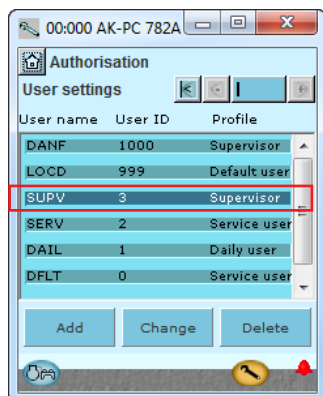 00:000 AK-PC 782A
Authorisation
User settings
User name User ID Profile
DANF 1000 Supervisor
LOCD 999 Default user
SUPV 3 Supervisor
SERV 2 Service user
DAIL 1 Daily user
DFLT 0 Service user
Add Change Delete